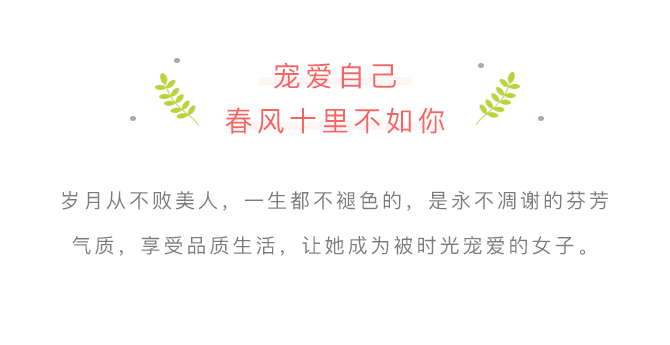 宠爱自己
春风十里不如你
岁月从不败美人，一生都不褪色的，是永不凋谢的芬芳
气质，享受品质生活，让她成为被时光宠爱的女子。